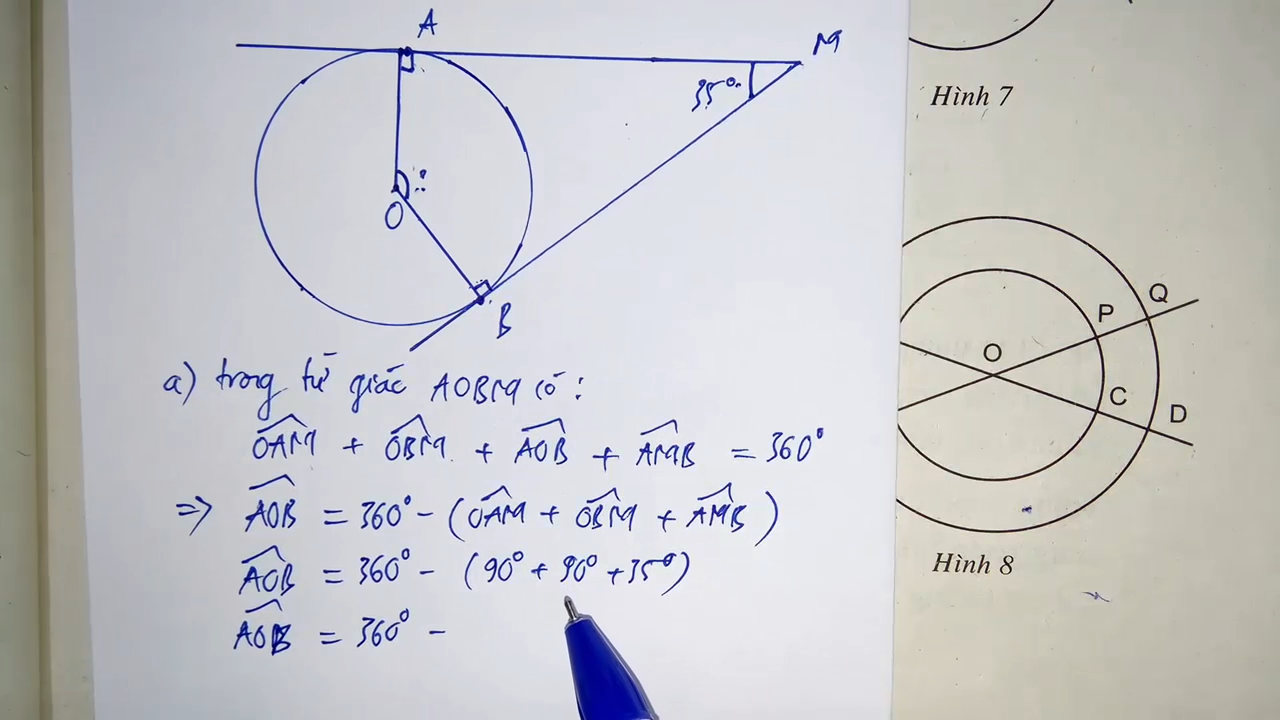 A
M
35°
O
B
a) trong tứ giác AOBM có:
OAM + OBM + AOB + AMB = 360°
=> AOB = 360° - (OAM + OBM + AMB)
AOB = 360° - (90° + 90° + 35°)
AOB = 360° -
Hình 7
Q
P
O
C
D
Hình 8